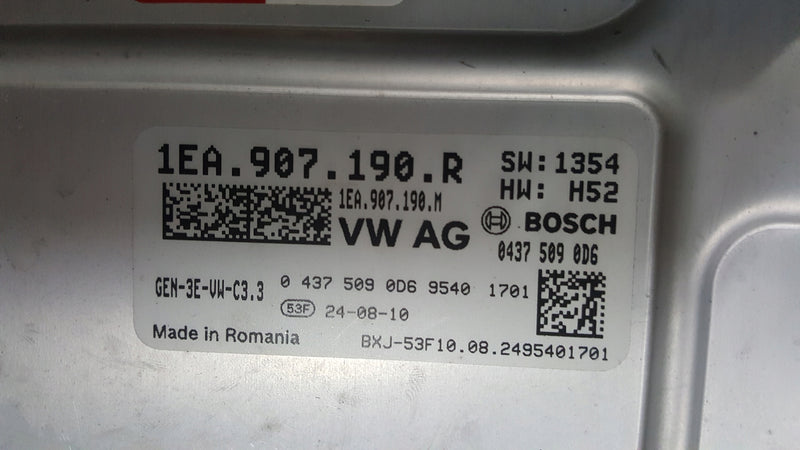 1EA.907.190.R
SW:1354
HW: H52
1EA.907.190.M
VW AG
BOSCH
0437 509 0D6
GEN-3E-VW-C3.3
0 437 509 0D6 9540 1701
53F 24-08-10
Made in Romania
BXJ-53F10.08.2495401701